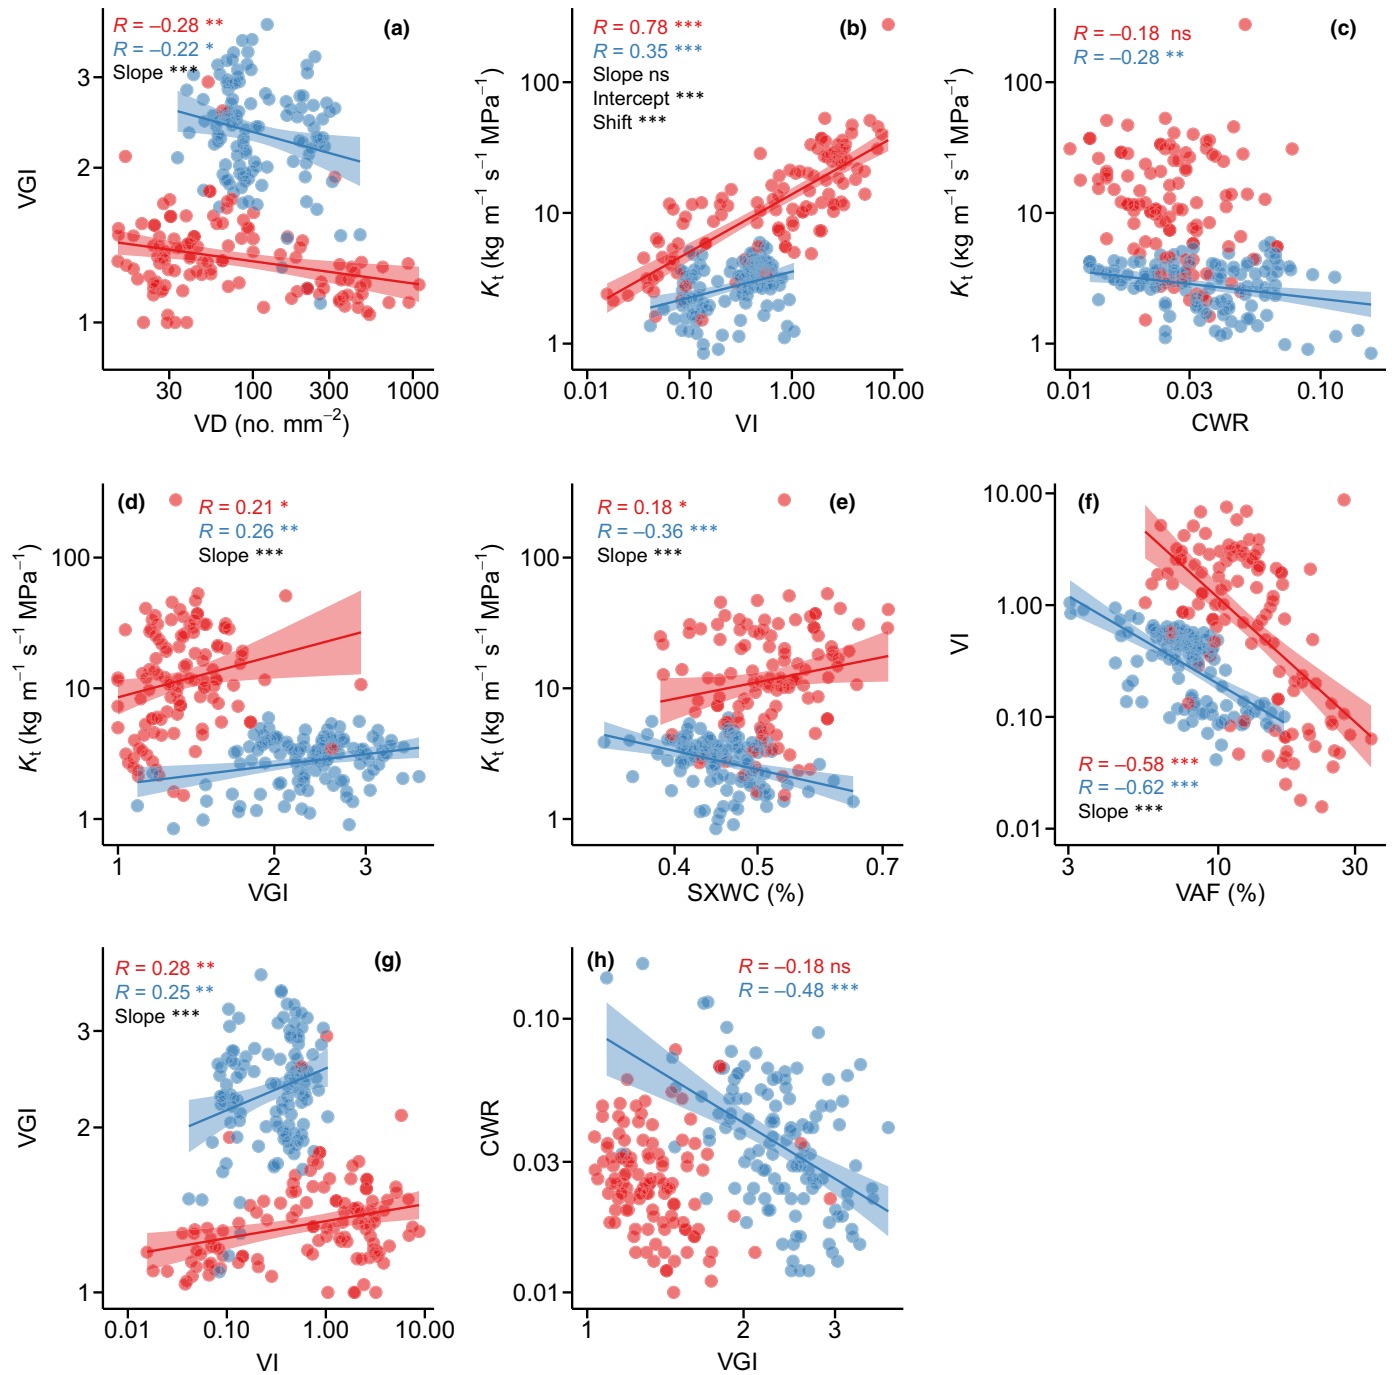 R = –0.28 **
R = –0.22 *
Slope ***
(a)
3
2
1
VGI
30 100 300 1000
VD (no. mm⁻²)
R = 0.78 ***
R = 0.35 ***
Slope ns
Intercept ***
Shift ***
(b)
100
10
1
Kt (kg m⁻¹ s⁻¹ MPa⁻¹)
0.01 0.10 1.00 10.00
VI
R = –0.18 ns
R = –0.28 **
(c)
100
10
1
Kt (kg m⁻¹ s⁻¹ MPa⁻¹)
0.01 0.03 0.10
CWR
(d)
R = 0.21 *
R = 0.26 **
Slope ***
100
10
1
Kt (kg m⁻¹ s⁻¹ MPa⁻¹)
1 2 3
VGI
R = 0.18 *
R = –0.36 ***
Slope ***
(e)
100
10
1
Kt (kg m⁻¹ s⁻¹ MPa⁻¹)
0.4 0.5 0.7
SXWC (%)
(f)
10.00
1.00
0.10
0.01
VI
R = –0.58 ***
R = –0.62 ***
Slope ***
3 10 30
VAF (%)
R = 0.28 **
R = 0.25 **
Slope ***
(g)
3
2
1
VGI
0.01 0.10 1.00 10.00
VI
(h)
R = –0.18 ns
R = –0.48 ***
0.10
0.03
0.01
CWR
1 2 3
VGI